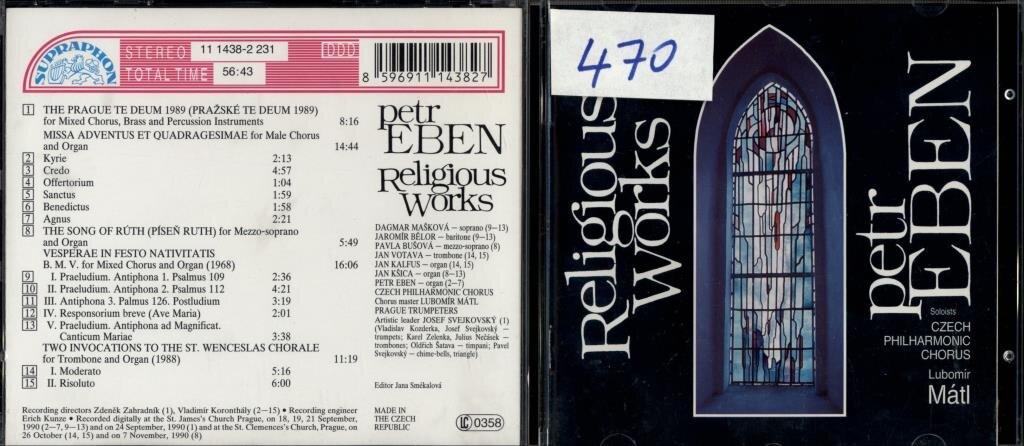 SUPRAPHON
STEREO 11 1438-2 231 DDD
TOTAL TIME 56:43
8 596911 143827
1 THE PRAGUE TE DEUM 1989 (PRAŽSKÉ TE DEUM 1989)
for Mixed Chorus, Brass and Percussion Instruments 8:16
MISSA ADVENTUS ET QUADRAGESIMAE for Male Chorus
and Organ 14:44
2 Kyrie 2:13
3 Credo 4:57
4 Offertorium 1:04
5 Sanctus 1:59
6 Benedictus 1:58
7 Agnus 2:21
8 THE SONG OF RÚTH (PÍSEŇ RUTH) for Mezzo-soprano
and Organ 5:49
VESPERAE IN FESTO NATIVITATIS
B. M. V. for Mixed Chorus and Organ (1968) 16:06
9 I. Praeludium. Antiphona 1. Psalmus 109 2:36
10 II. Praeludium. Antiphona 2. Psalmus 112 4:21
11 III. Antiphona 3. Psalmus 126. Postludium 3:19
12 IV. Responsorium breve (Ave Maria) 2:01
13 V. Praeludium. Antiphona ad Magnificat.
Canticum Mariae 3:38
TWO INVOCATIONS TO THE ST. WENCESLAS CHORALE
for Trombone and Organ (1988) 11:19
14 I. Moderato 5:16
15 II. Risoluto 6:00
Recording directors Zdeněk Zahradník (1), Vladimír Koronthály (2–15) • Recording engineer
Erich Kunze • Recorded digitally at the St. James's Church Prague, on 18, 19, 21 September,
1990 (2–7, 9–13) and on 24 September, 1990 (1) and at the St. Clemences's Church, Prague, on
26 October (14, 15) and on 7 November, 1990 (8)
petr
EBEN
Religious
Works
DAGMAR MAŠKOVÁ – soprano (9–13)
JAROMÍR BĚLOR – baritone (9–13)
PAVLA BUŠOVÁ – mezzo-soprano (8)
JAN VOTAVA – trombone (14, 15)
JAN KALFUS – organ (14, 15)
JAN KŠICA – organ (8–13)
PETR EBEN – organ (2–7)
CZECH PHILHARMONIC CHORUS
Chorus master LUBOMÍR MÁTL
PRAGUE TRUMPETERS
Artistic leader JOSEF SVEJKOVSKÝ (1)
(Vladislav Kozderka, Josef Svejkovský –
trumpets; Karel Zelenka, Julius Nečásek –
trombones; Oldřich Šatava – timpani; Pavel
Svejkovský – chime-bells, triangle)
Editor Jana Smékalová
MADE IN
THE CZECH
REPUBLIC
LC 0358
470
Religious
Works
petr
EBEN
Soloists
CZECH
PHILHARMONIC
CHORUS
Lubomír
Mátl